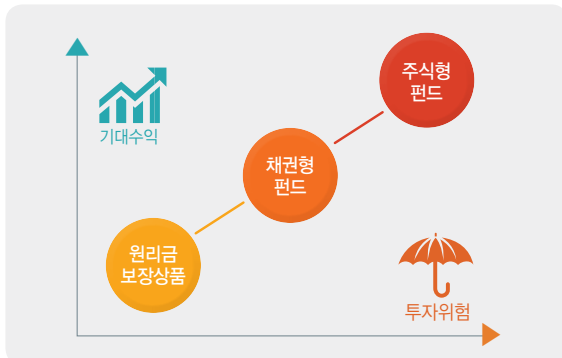 주식형
펀드
기대수익
채권형
펀드
원리금
보장상품
투자위험